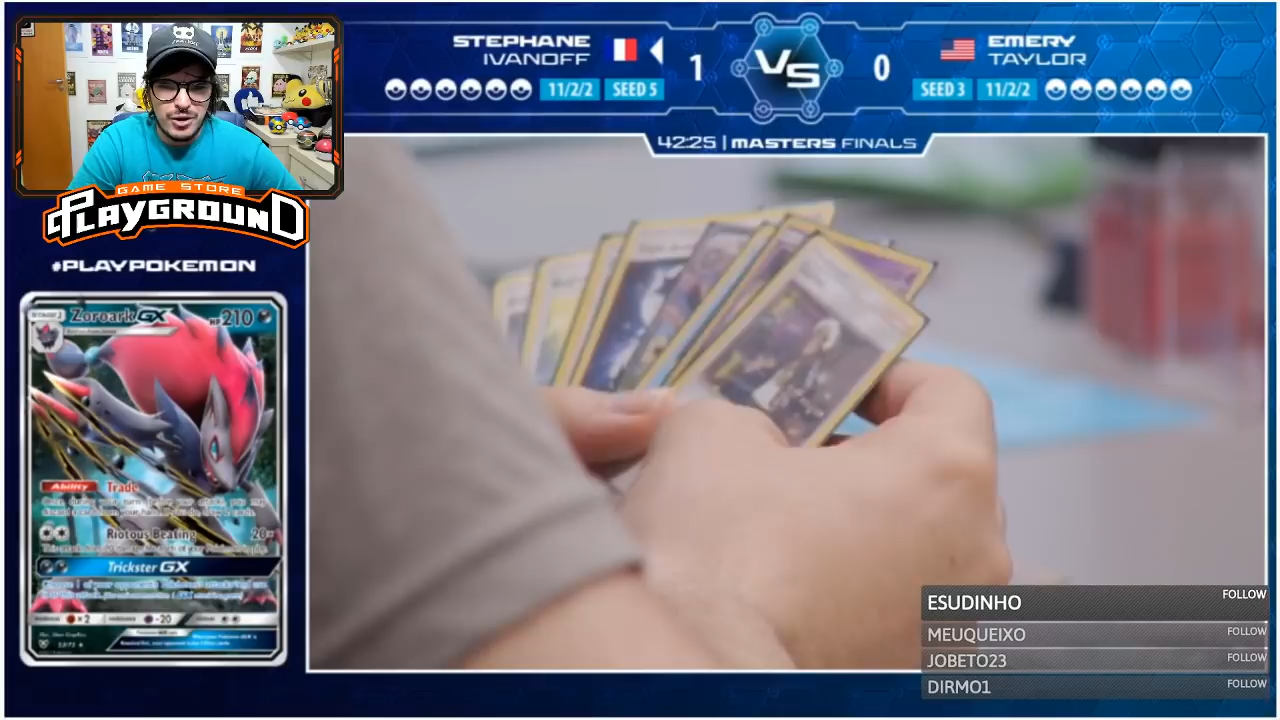 STEPHANE
IVANOFF
11/2/2
SEED 5
1
VS
0
EMERY
TAYLOR
SEED 3
11/2/2
42:25 | MASTERS FINALS
GAME STORE
PLAYGROUND
#PLAYPOKEMON
Zoroark GX
HP 210
Ability Trade
Riotous Beating 20
Trickster GX
ESUDINHO FOLLOW
MEUQUEIXO FOLLOW
JOBETO23 FOLLOW
DIRMO1 FOLLOW